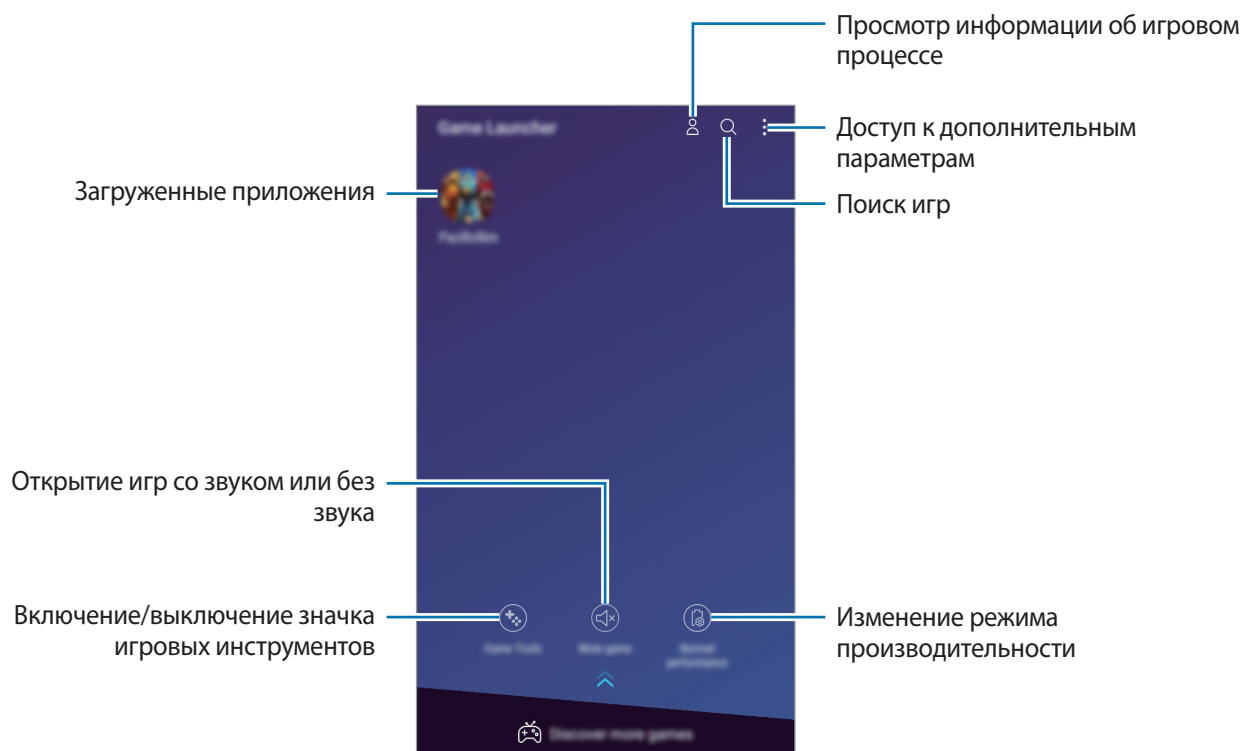 Просмотр информации об игровом
процессе
Game Launcher
Доступ к дополнительным
параметрам
Загруженные приложения
Поиск игр
Открытие игр со звуком или без
звука
Включение/выключение значка
игровых инструментов
Изменение режима
производительности
Game Tools
Mute game
Normal
performance
Discover more games